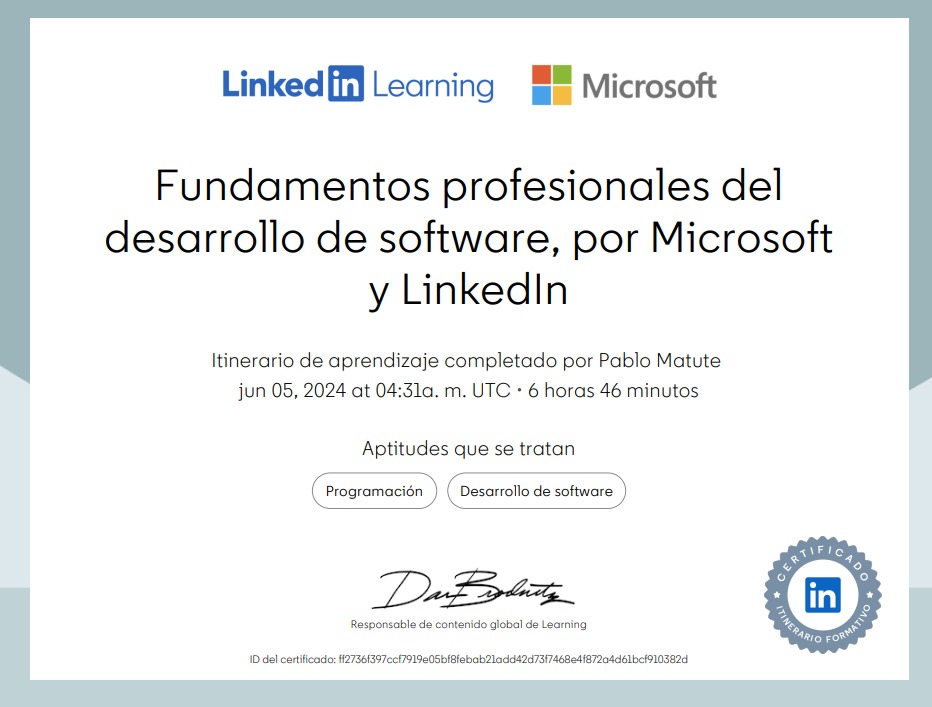 LinkedIn Learning Microsoft
Fundamentos profesionales del
desarrollo de software, por Microsoft
y LinkedIn
Itinerario de aprendizaje completado por Pablo Matute
jun 05, 2024 at 04:31a. m. UTC • 6 horas 46 minutos
Aptitudes que se tratan
Programación Desarrollo de software
Dan Brodnitz
Responsable de contenido global de Learning
ID del certificado: ff2736f397ccf7919e05bf8febab21add42d73f7468e4f872a4d61bcf910382d
CERTIFICADO
in
ITINERARIO FORMATIVO